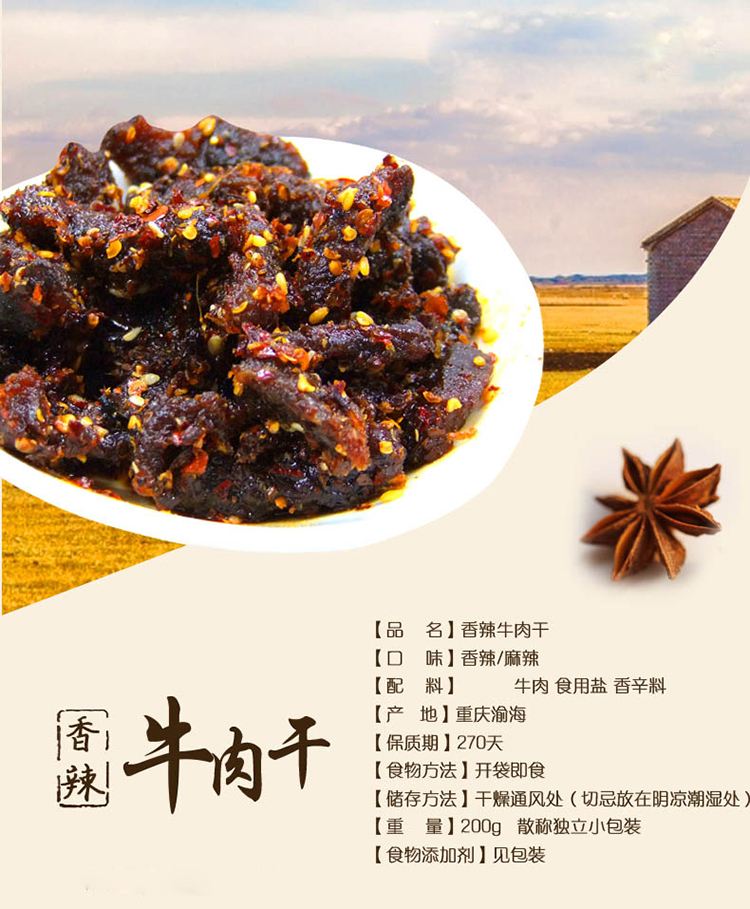 【品 名】香辣牛肉干
【口 味】香辣/麻辣
【配 料】 牛肉 食用盐 香辛料
【产 地】重庆渝海
【保质期】270天
【食物方法】开袋即食
【储存方法】干燥通风处（切忌放在阴凉潮湿处）
【重 量】200g 散称独立小包装
【食物添加剂】见包装
香辣
牛肉干